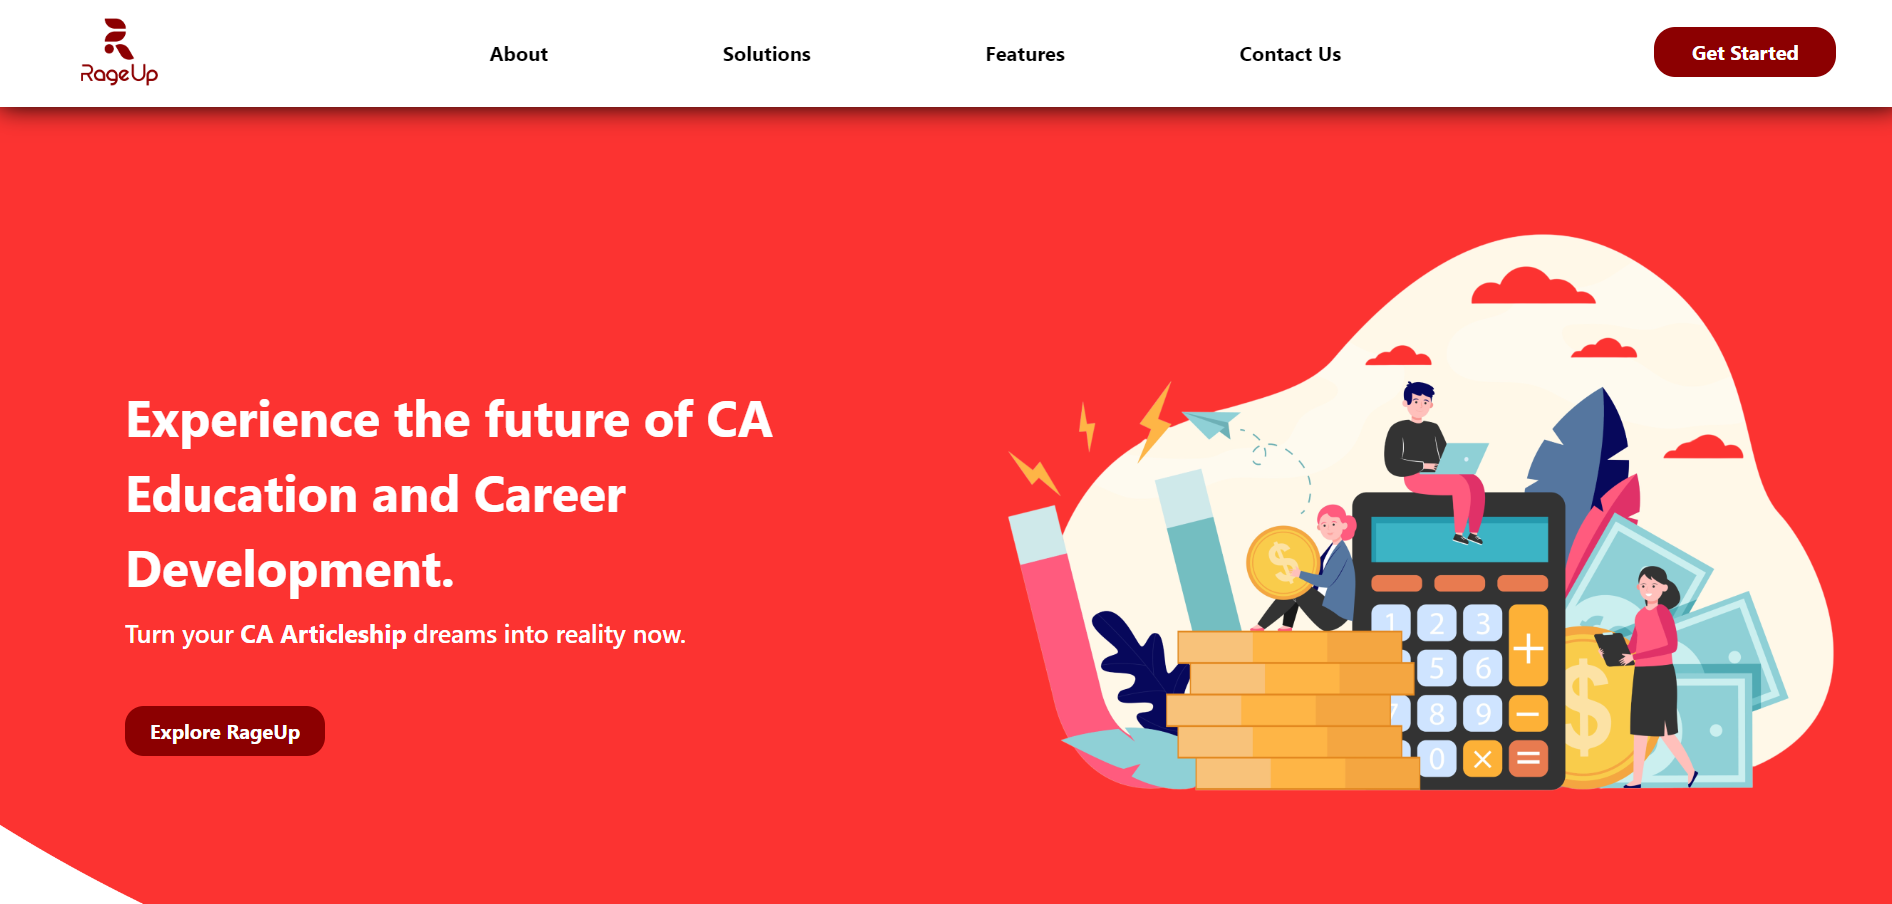 RageUp
About
Solutions
Features
Contact Us
Get Started
Experience the future of CA
Education and Career
Development.
Turn your CA Articleship dreams into reality now.
Explore RageUp
$
1 2 3
+
5 6
$
7 8 9 −
0 × =